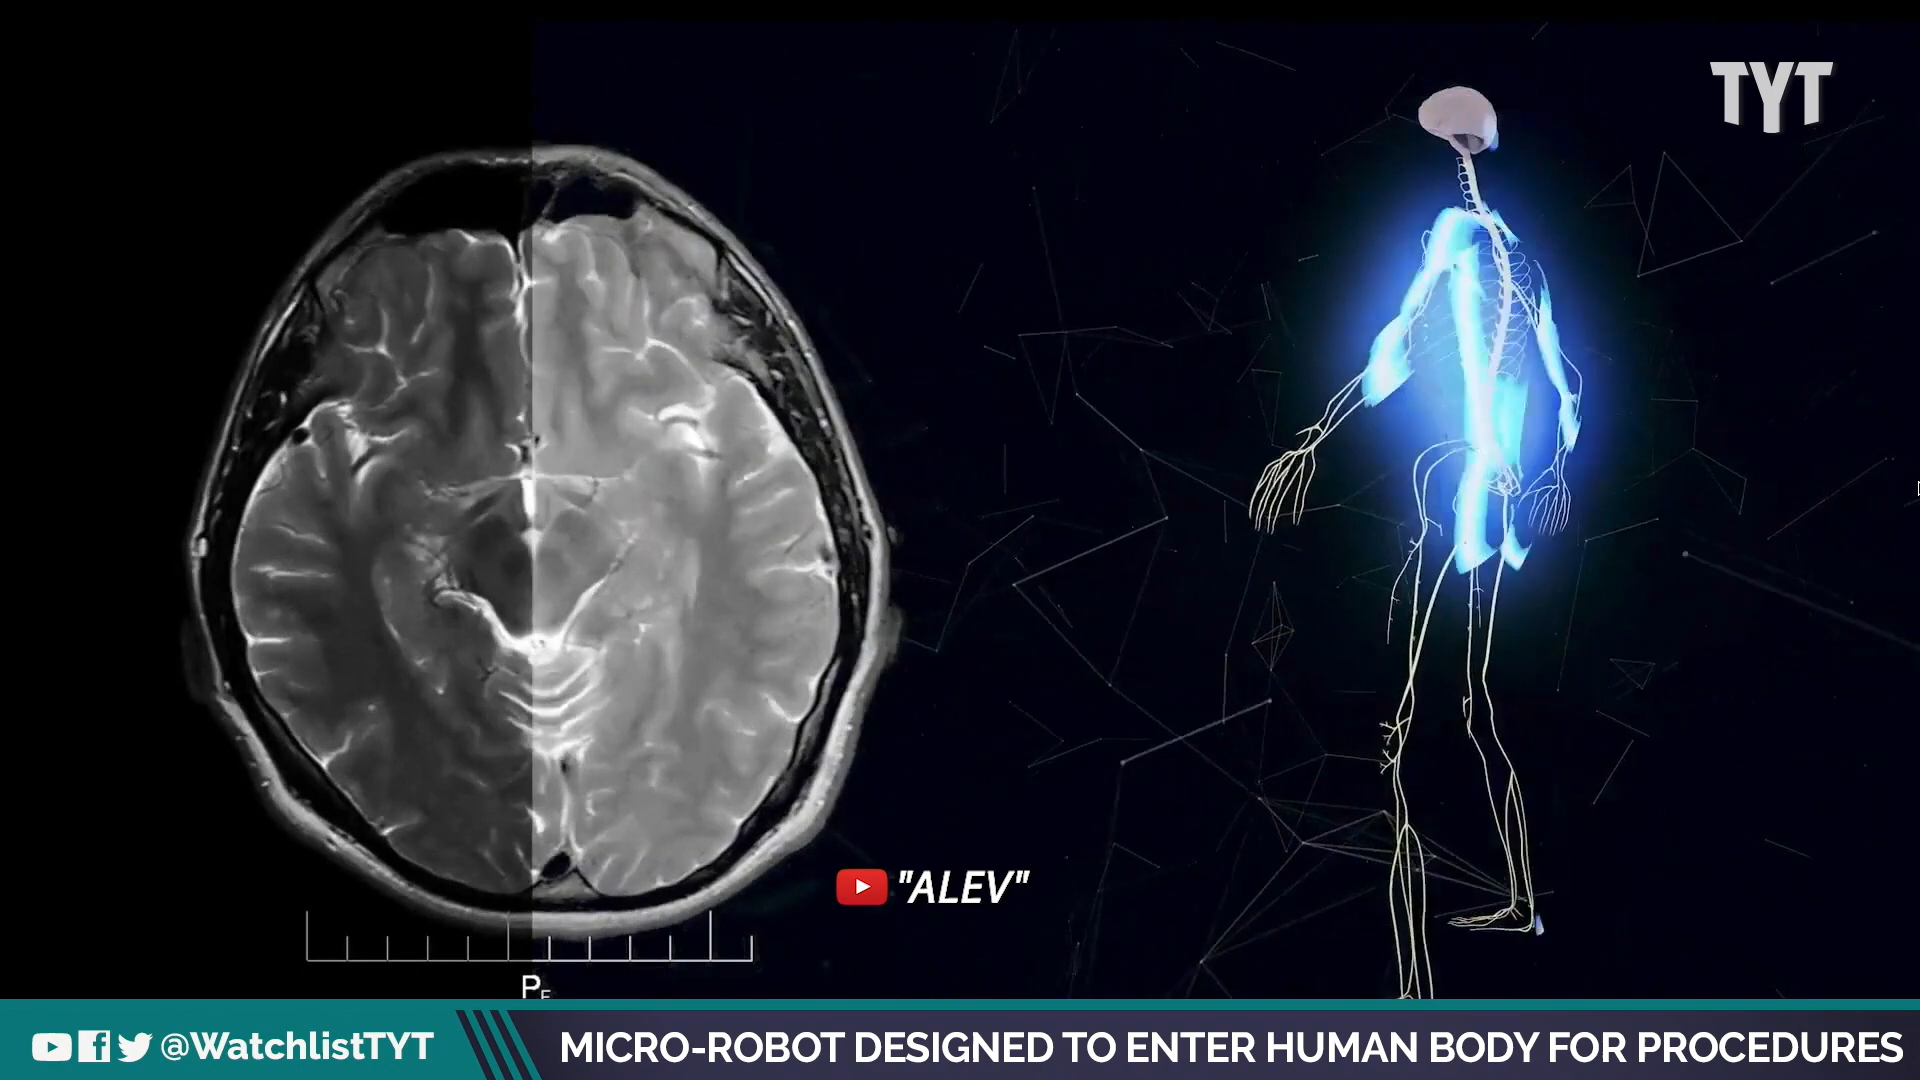 TYT
"ALEV"
P
@WatchlistTYT
MICRO-ROBOT DESIGNED TO ENTER HUMAN BODY FOR PROCEDURES